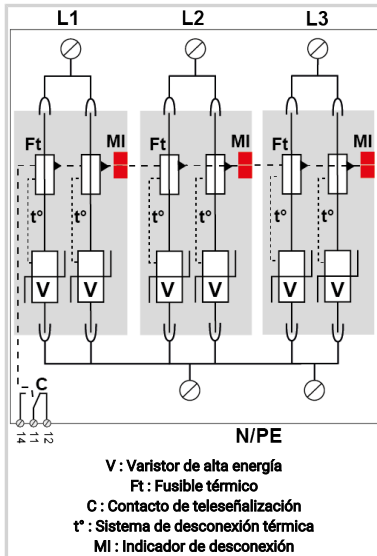 L1 L2 L3
Ft MI Ft MI Ft MI
t° t° t° t° t° t°
V V V V V V
C
14 11 12
N/PE
V : Varistor de alta energía
Ft : Fusible térmico
C : Contacto de teleseñalización
t° : Sistema de desconexión térmica
MI : Indicador de desconexión